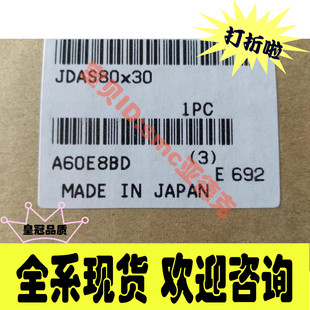 打折啦
JDAS80x30
1PC
A60E8BD
(3)
E 692
MADE IN JAPAN
皇冠品质
全系现货 欢迎咨询